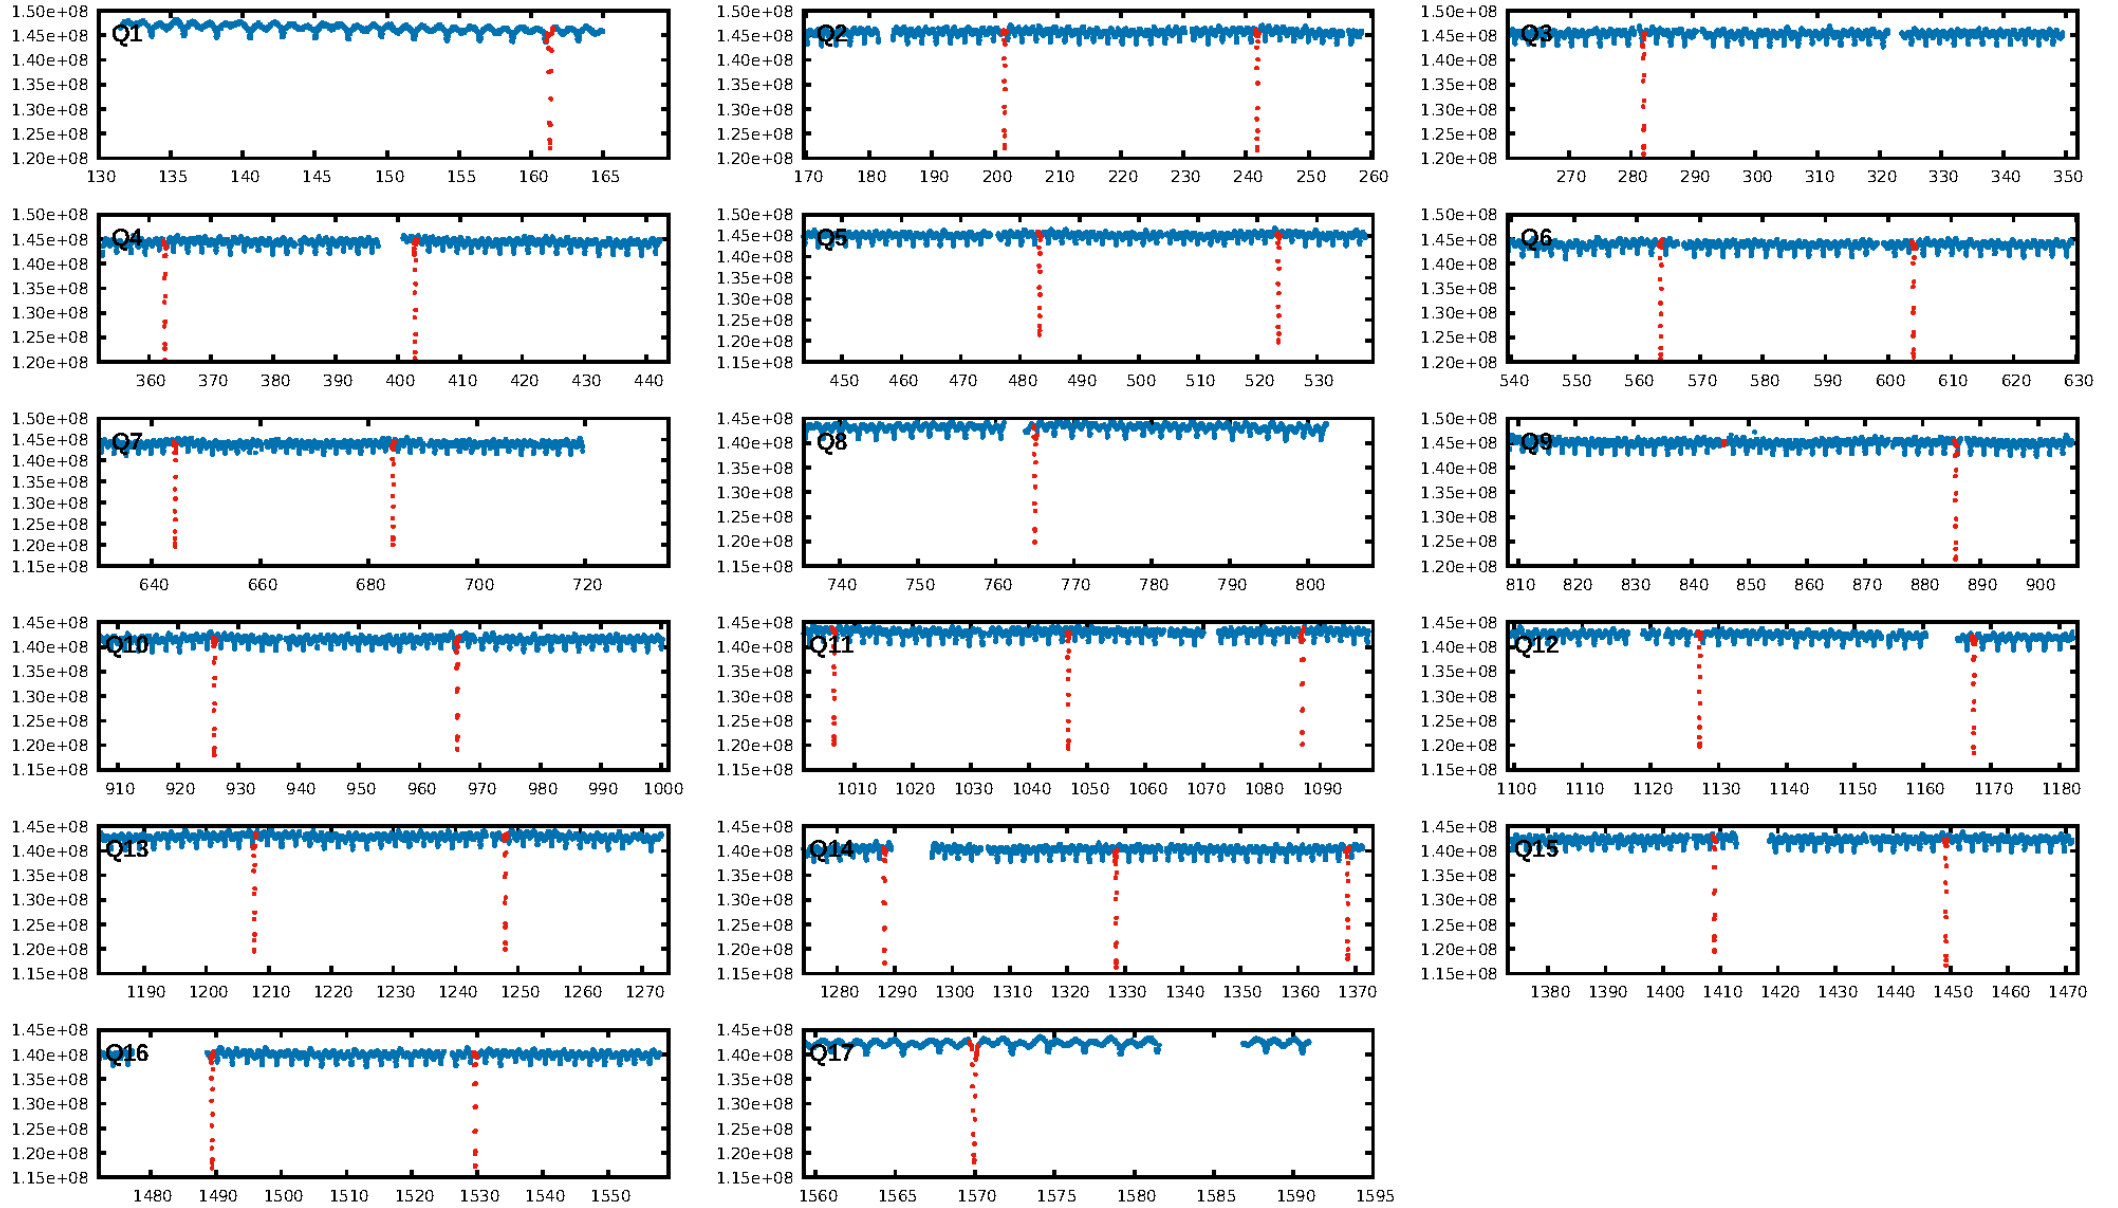 1.50e+08 1.45e+08 1.40e+08 1.35e+08 1.30e+08 1.25e+08 1.20e+08
Q1
130 135 140 145 150 155 160 165
1.50e+08 1.45e+08 1.40e+08 1.35e+08 1.30e+08 1.25e+08 1.20e+08
Q2
170 180 190 200 210 220 230 240 250 260
1.50e+08 1.45e+08 1.40e+08 1.35e+08 1.30e+08 1.25e+08 1.20e+08
Q3
270 280 290 300 310 320 330 340 350
1.50e+08 1.45e+08 1.40e+08 1.35e+08 1.30e+08 1.25e+08 1.20e+08
Q4
360 370 380 390 400 410 420 430 440
1.50e+08 1.45e+08 1.40e+08 1.35e+08 1.30e+08 1.25e+08 1.20e+08 1.15e+08
Q5
450 460 470 480 490 500 510 520 530
1.50e+08 1.45e+08 1.40e+08 1.35e+08 1.30e+08 1.25e+08 1.20e+08
Q6
540 550 560 570 580 590 600 610 620 630
1.50e+08 1.45e+08 1.40e+08 1.35e+08 1.30e+08 1.25e+08 1.20e+08 1.15e+08
Q7
640 660 680 700 720
1.45e+08 1.40e+08 1.35e+08 1.30e+08 1.25e+08 1.20e+08 1.15e+08
Q8
740 750 760 770 780 790 800
1.50e+08 1.45e+08 1.40e+08 1.35e+08 1.30e+08 1.25e+08 1.20e+08
Q9
810 820 830 840 850 860 870 880 890 900
1.45e+08 1.40e+08 1.35e+08 1.30e+08 1.25e+08 1.20e+08 1.15e+08
Q10
910 920 930 940 950 960 970 980 990 1000
1.45e+08 1.40e+08 1.35e+08 1.30e+08 1.25e+08 1.20e+08 1.15e+08
Q11
1010 1020 1030 1040 1050 1060 1070 1080 1090
1.45e+08 1.40e+08 1.35e+08 1.30e+08 1.25e+08 1.20e+08 1.15e+08
Q12
1100 1110 1120 1130 1140 1150 1160 1170 1180
1.45e+08 1.40e+08 1.35e+08 1.30e+08 1.25e+08 1.20e+08 1.15e+08
Q13
1190 1200 1210 1220 1230 1240 1250 1260 1270
1.45e+08 1.40e+08 1.35e+08 1.30e+08 1.25e+08 1.20e+08 1.15e+08
Q14
1280 1290 1300 1310 1320 1330 1340 1350 1360 1370
1.45e+08 1.40e+08 1.35e+08 1.30e+08 1.25e+08 1.20e+08 1.15e+08
Q15
1380 1390 1400 1410 1420 1430 1440 1450 1460 1470
1.45e+08 1.40e+08 1.35e+08 1.30e+08 1.25e+08 1.20e+08 1.15e+08
Q16
1480 1490 1500 1510 1520 1530 1540 1550
1.45e+08 1.40e+08 1.35e+08 1.30e+08 1.25e+08 1.20e+08 1.15e+08
Q17
1560 1565 1570 1575 1580 1585 1590 1595